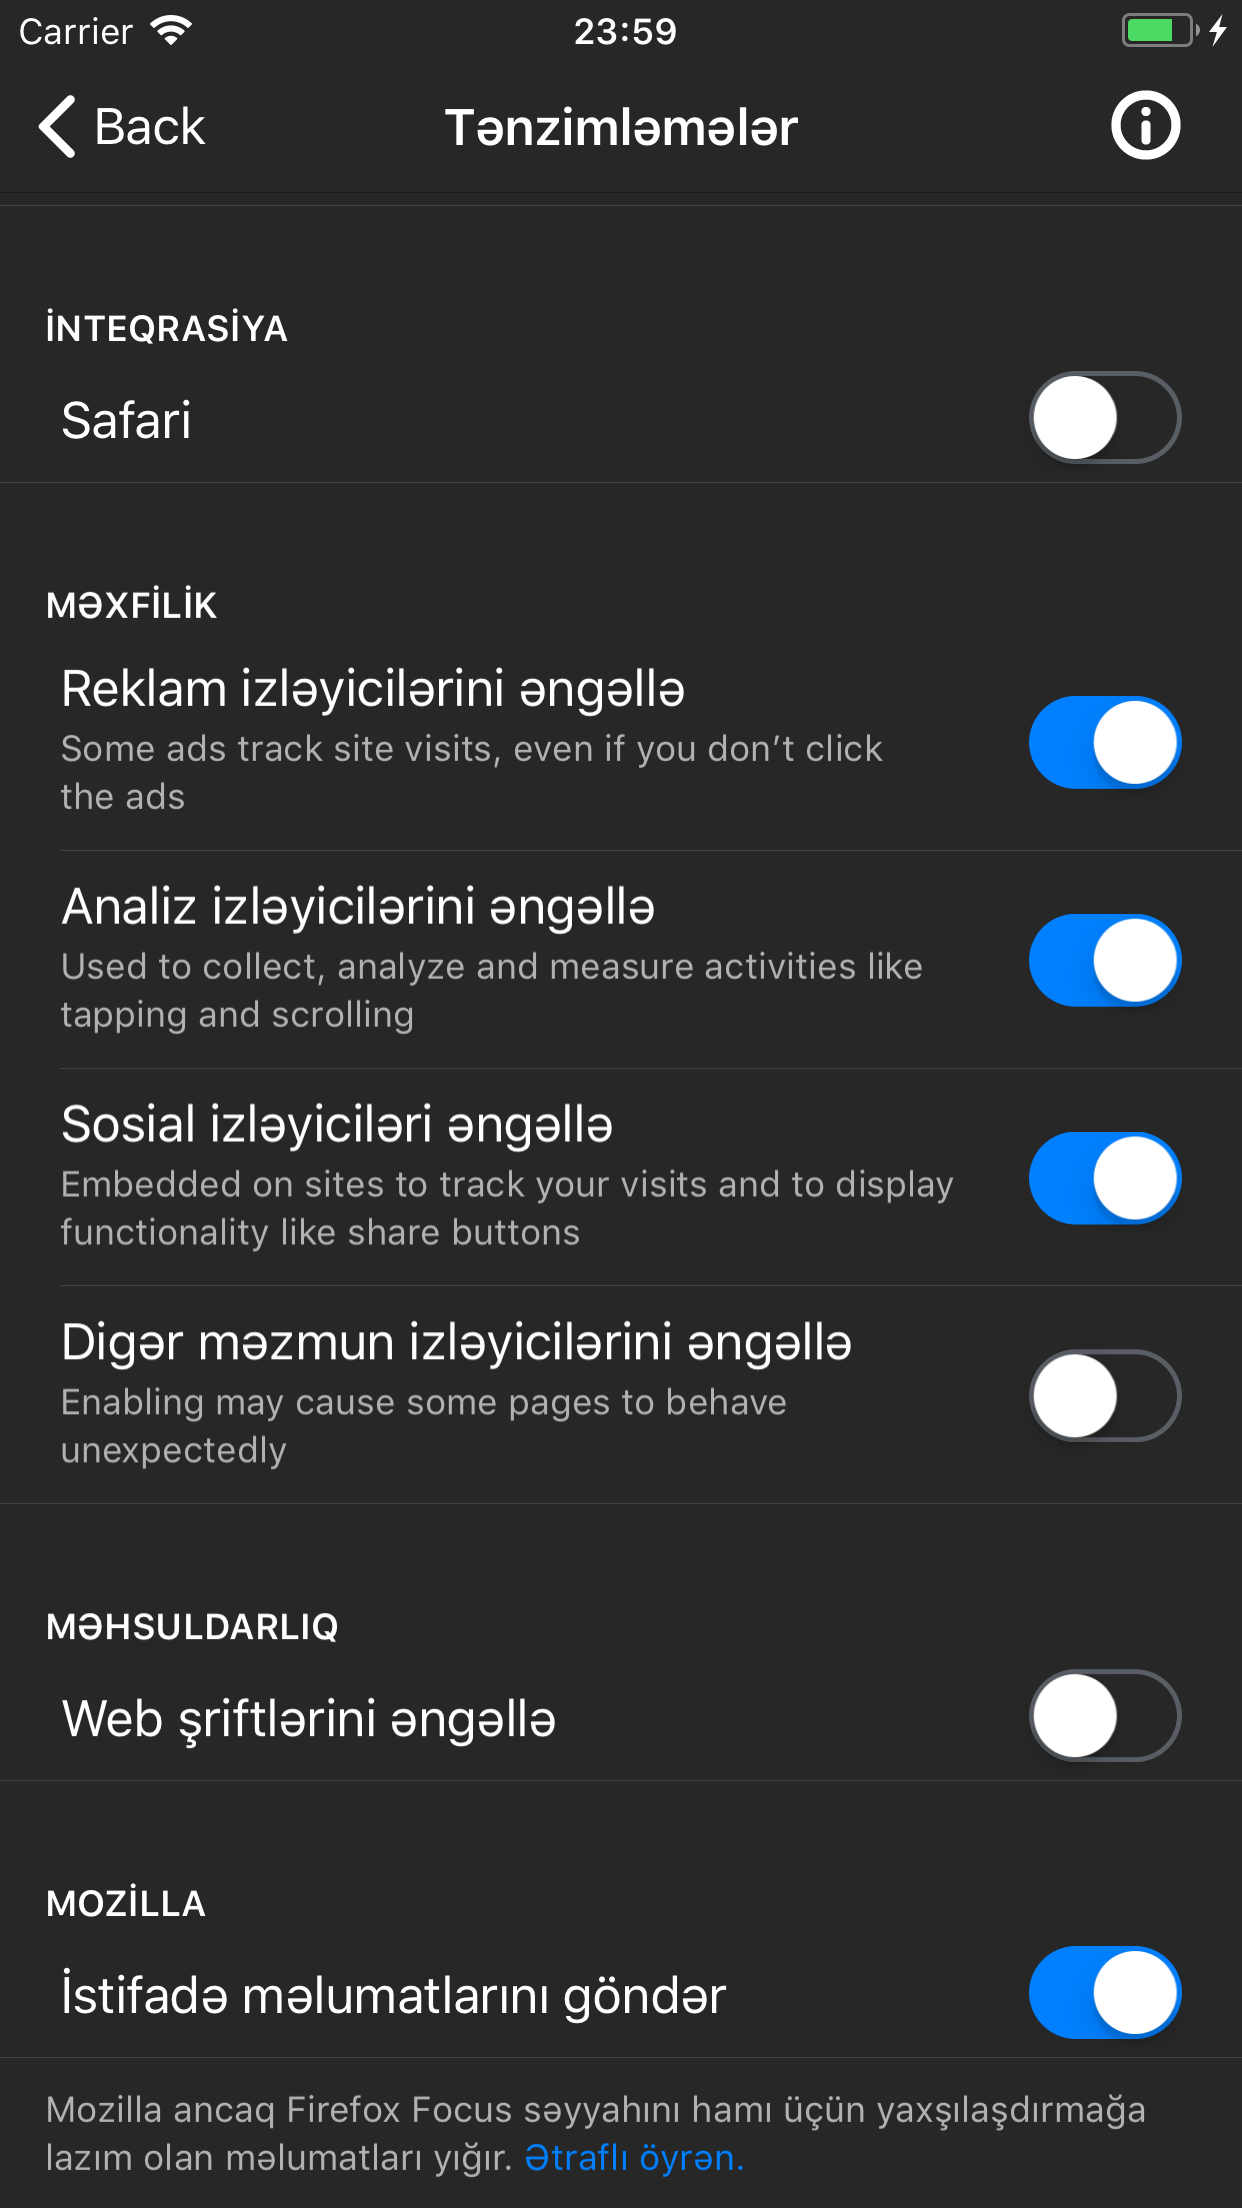 Carrier 23:59
Back Tənzimləmələr
İNTEQRASİYA
Safari
MƏXFİLİK
Reklam izləyicilərini əngəllə
Some ads track site visits, even if you don’t click
the ads
Analiz izləyicilərini əngəllə
Used to collect, analyze and measure activities like
tapping and scrolling
Sosial izləyiciləri əngəllə
Embedded on sites to track your visits and to display
functionality like share buttons
Digər məzmun izləyicilərini əngəllə
Enabling may cause some pages to behave
unexpectedly
MƏHSULDARLIQ
Web şriftlərini əngəllə
MOZİLLA
İstifadə məlumatlarını göndər
Mozilla ancaq Firefox Focus səyyahını hamı üçün yaxşılaşdırmağa
lazım olan məlumatları yığır. Ətraflı öyrən.